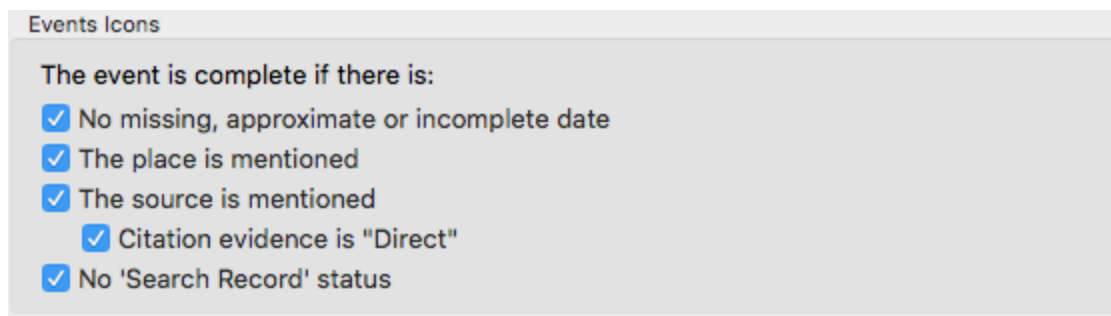 Events Icons
The event is complete if there is:
No missing, approximate or incomplete date
The place is mentioned
The source is mentioned
Citation evidence is "Direct"
No 'Search Record' status